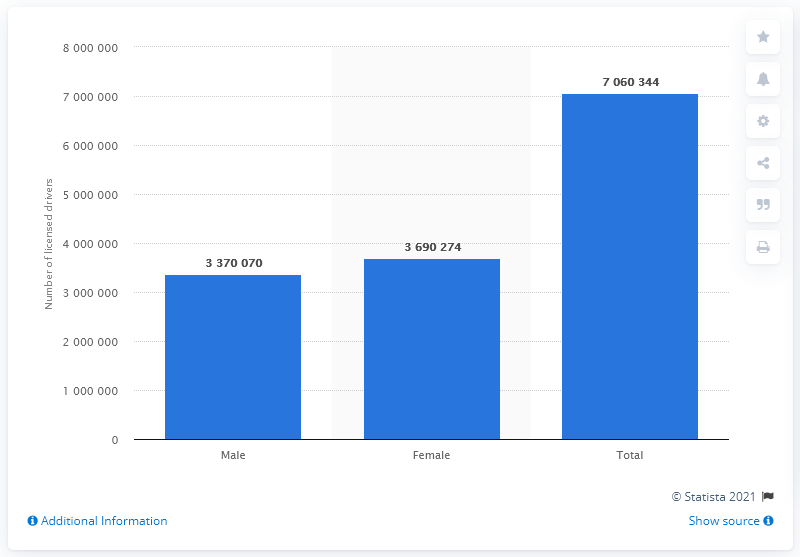 8 000 000
7 000 000
6 000 000
5 000 000
4 000 000
3 000 000
2 000 000
1 000 000
0
Number of licensed drivers
3 370 070
3 690 274
7 060 344
Male
Female
Total
© Statista 2021
Additional Information
Show source